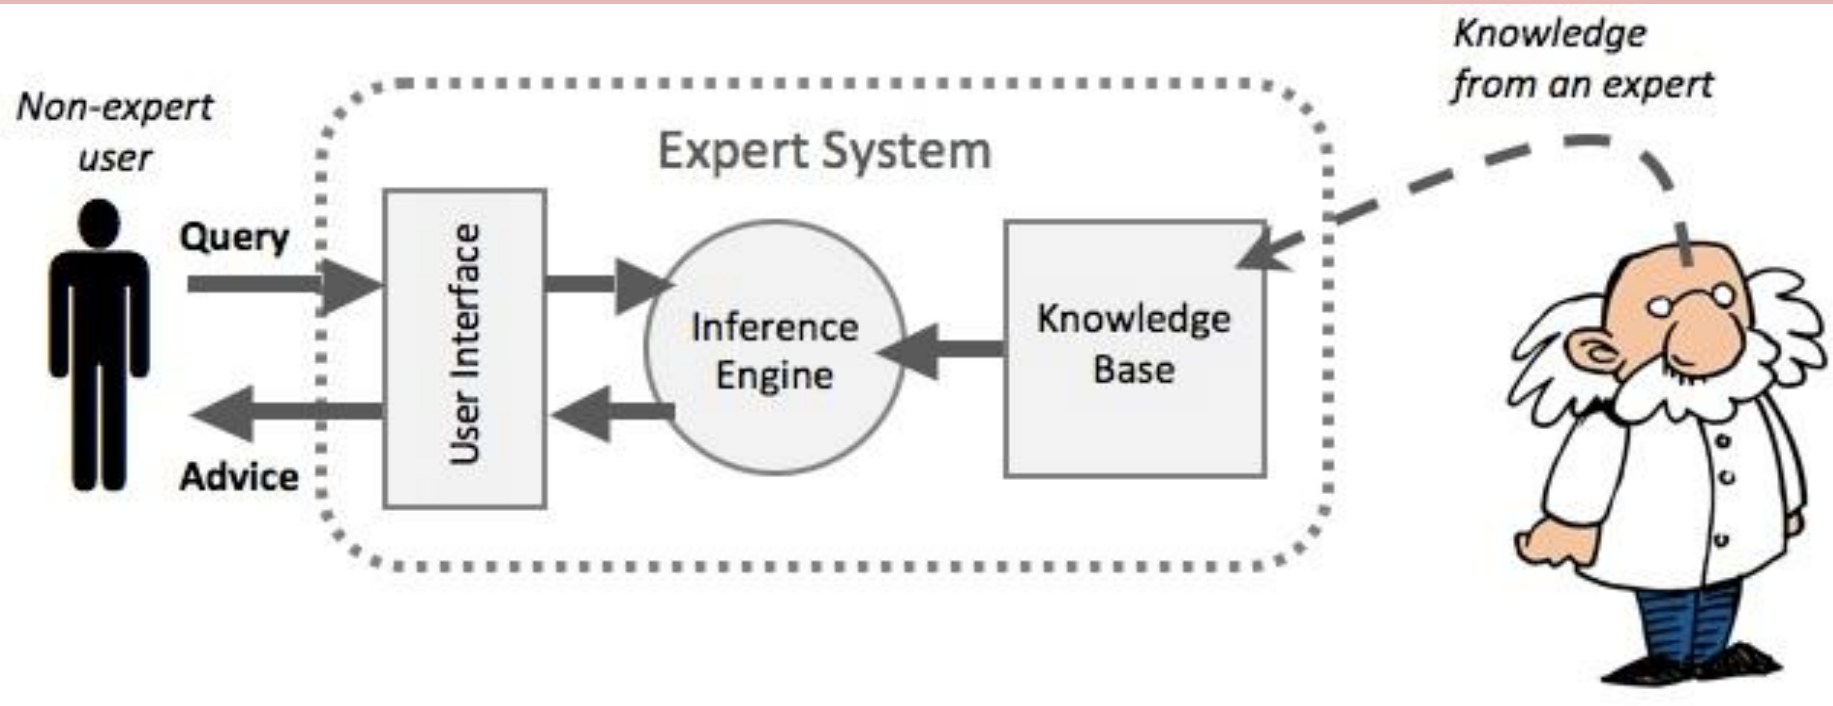 Knowledge
from an expert
Non-expert
user
Expert System
Query
User Interface
Inference
Engine
Knowledge
Base
Advice